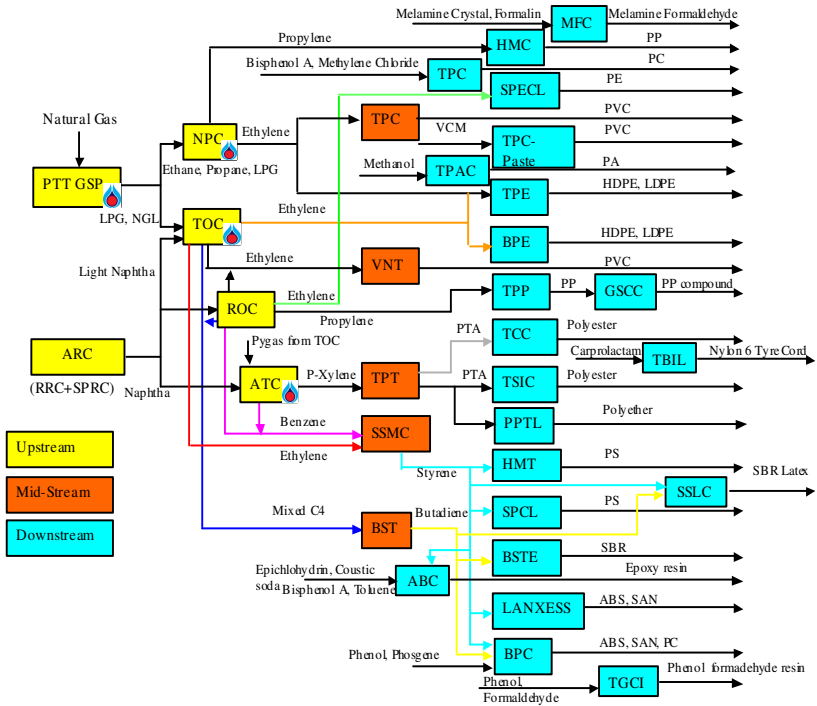 Melamine Crystal, Formalin
MFC
Melamine Formaldehyde
Propylene
HMC
PP
Bisphenol A, Methylene Chloride
TPC
PC
SPECL
PE
Natural Gas
NPC
Ethylene
TPC
PVC
VCM
TPC-
Paste
PVC
Ethane, Propane, LPG
Methanol
TPAC
PA
PTT GSP
TPE
HDPE, LDPE
LPG, NGL
TOC
Ethylene
BPE
HDPE, LDPE
Ethylene
VNT
PVC
Light Naphtha
ROC
Ethylene
TPP
PP
GSCC
PP compound
Propylene
PTA
TCC
Polyester
Pygas from TOC
Carprolactam
TBIL
Nylon 6 Tyre Cord
ARC
(RRC+SPRC)
Naphtha
ATC
P-Xylene
TPT
PTA
TSIC
Polyester
PPTL
Polyether
Benzene
SSMC
Upstream
Ethylene
Styrene
HMT
PS
SBR Latex
SSLC
Mid-Stream
Mixed C4
Butadiene
BST
SPCL
PS
Downstream
BSTE
SBR
Epichlohydrin, Coustic
soda
Bisphenol A, Toluene
ABC
Epoxy resin
LANXESS
ABS, SAN
Phenol, Phosgene
BPC
ABS, SAN, PC
Phenol,
Formaldehyde
TGCI
Phenol formadehyde resin